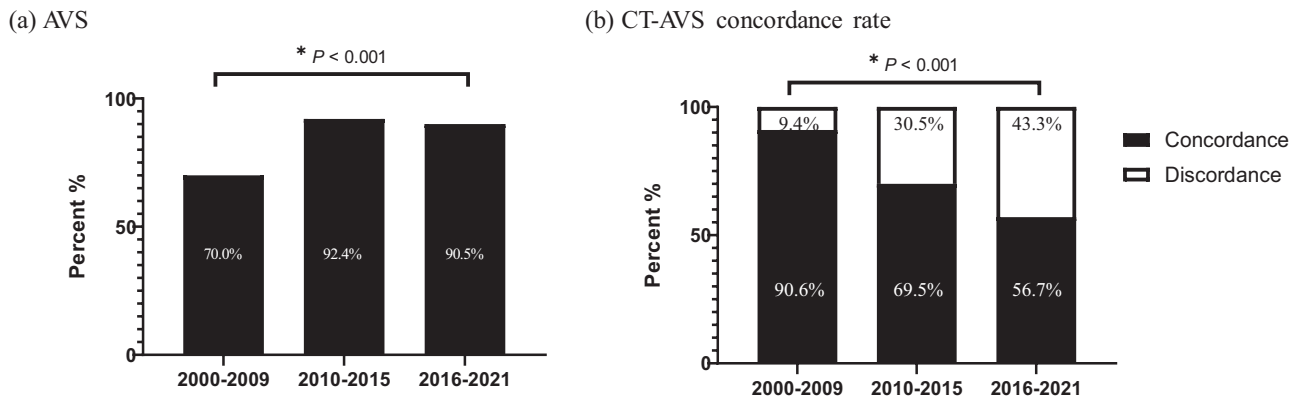 (a) AVS
* P < 0.001
100
50
0
Percent %
70.0%
92.4%
90.5%
2000-2009
2010-2015
2016-2021
(b) CT-AVS concordance rate
* P < 0.001
100
50
0
Percent %
9.4%
30.5%
43.3%
90.6%
69.5%
56.7%
2000-2009
2010-2015
2016-2021
Concordance
Discordance